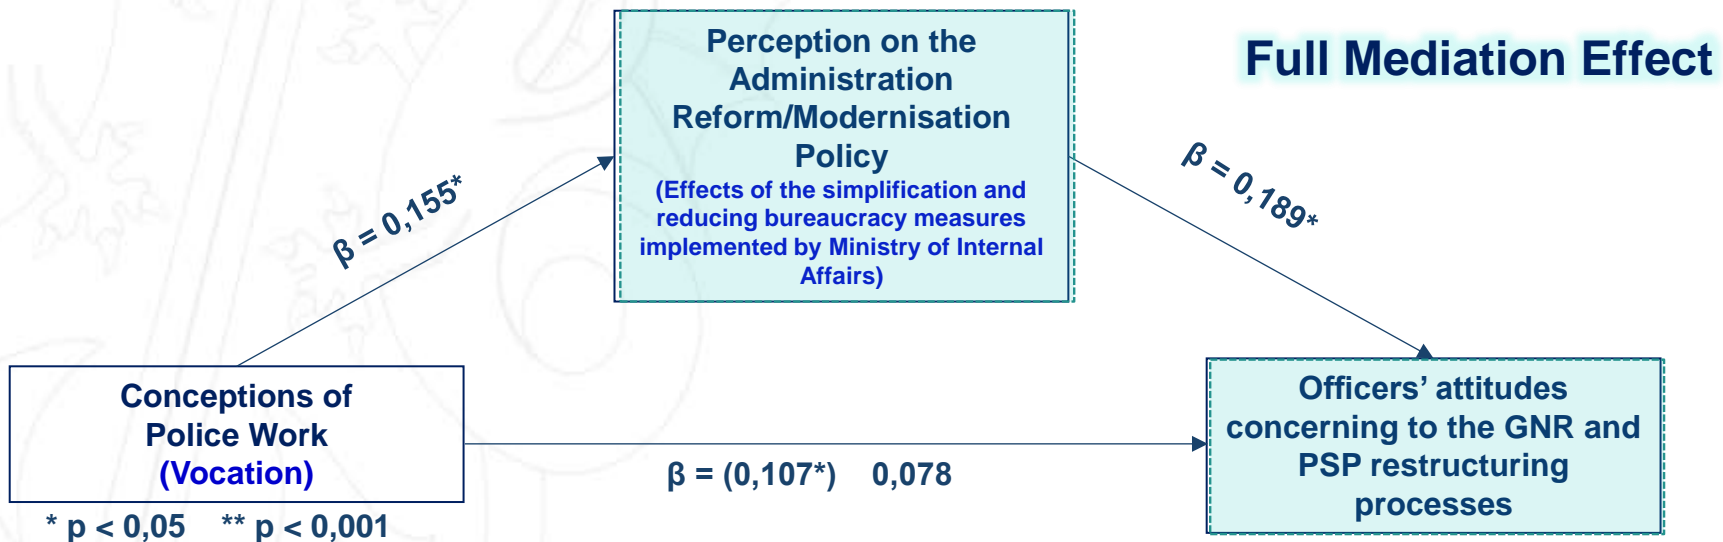 Full Mediation Effect
Perception on the
Administration
Reform/Modernisation
Policy
(Effects of the simplification and
reducing bureaucracy measures
implemented by Ministry of Internal
Affairs)
β = 0,155*
β = 0,189*
Conceptions of
Police Work
(Vocation)
β = (0,107*) 0,078
Officers’ attitudes
concerning to the GNR and
PSP restructuring
processes
* p < 0,05 ** p < 0,001